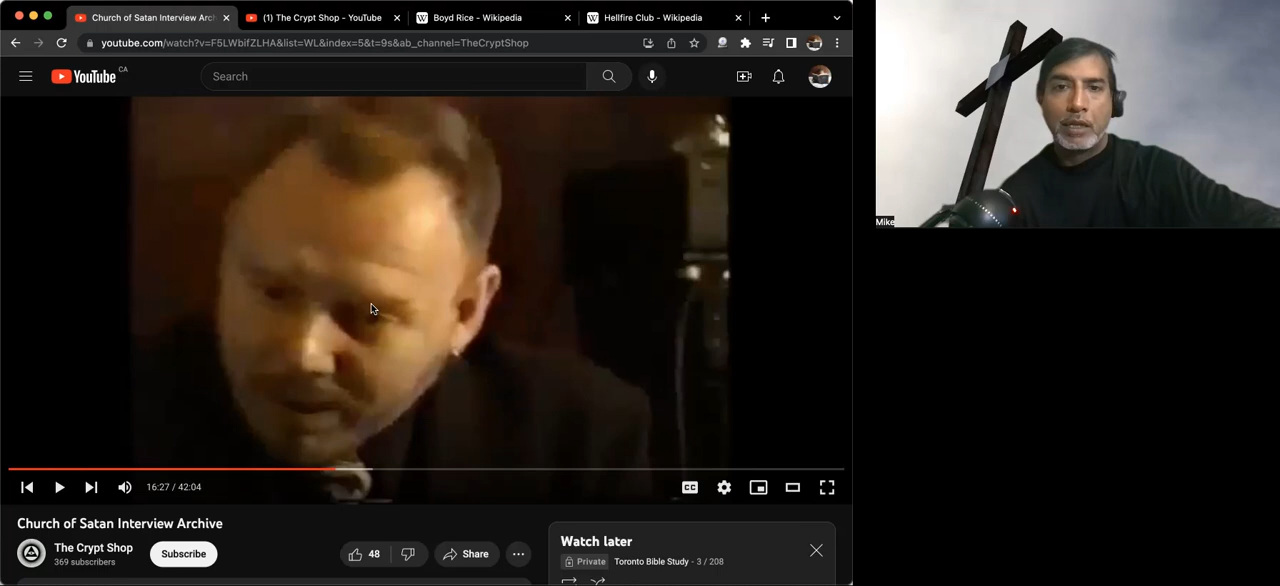 Church of Satan Interview Arch
(1) The Crypt Shop - YouTube
Boyd Rice - Wikipedia
Hellfire Club - Wikipedia
youtube.com/watch?v=F5LWbifZLHA&list=WL&index=5&t=9s&ab_channel=TheCryptShop
YouTube CA
Search
Mike
16:27 / 42:04
CC
Church of Satan Interview Archive
The Crypt Shop
369 subscribers
Subscribe
48
Share
Watch later
Private
Toronto Bible Study - 3 / 208